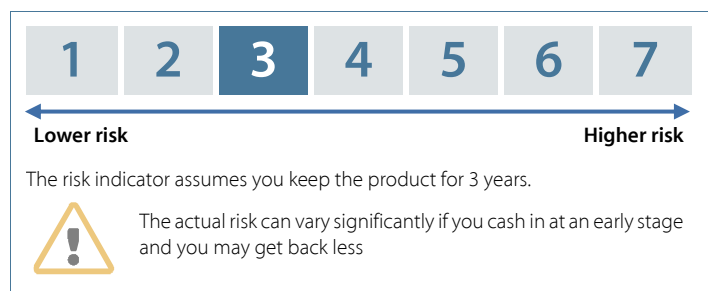 1 2 3 4 5 6 7
Lower risk Higher risk
The risk indicator assumes you keep the product for 3 years.
The actual risk can vary significantly if you cash in at an early stage
and you may get back less